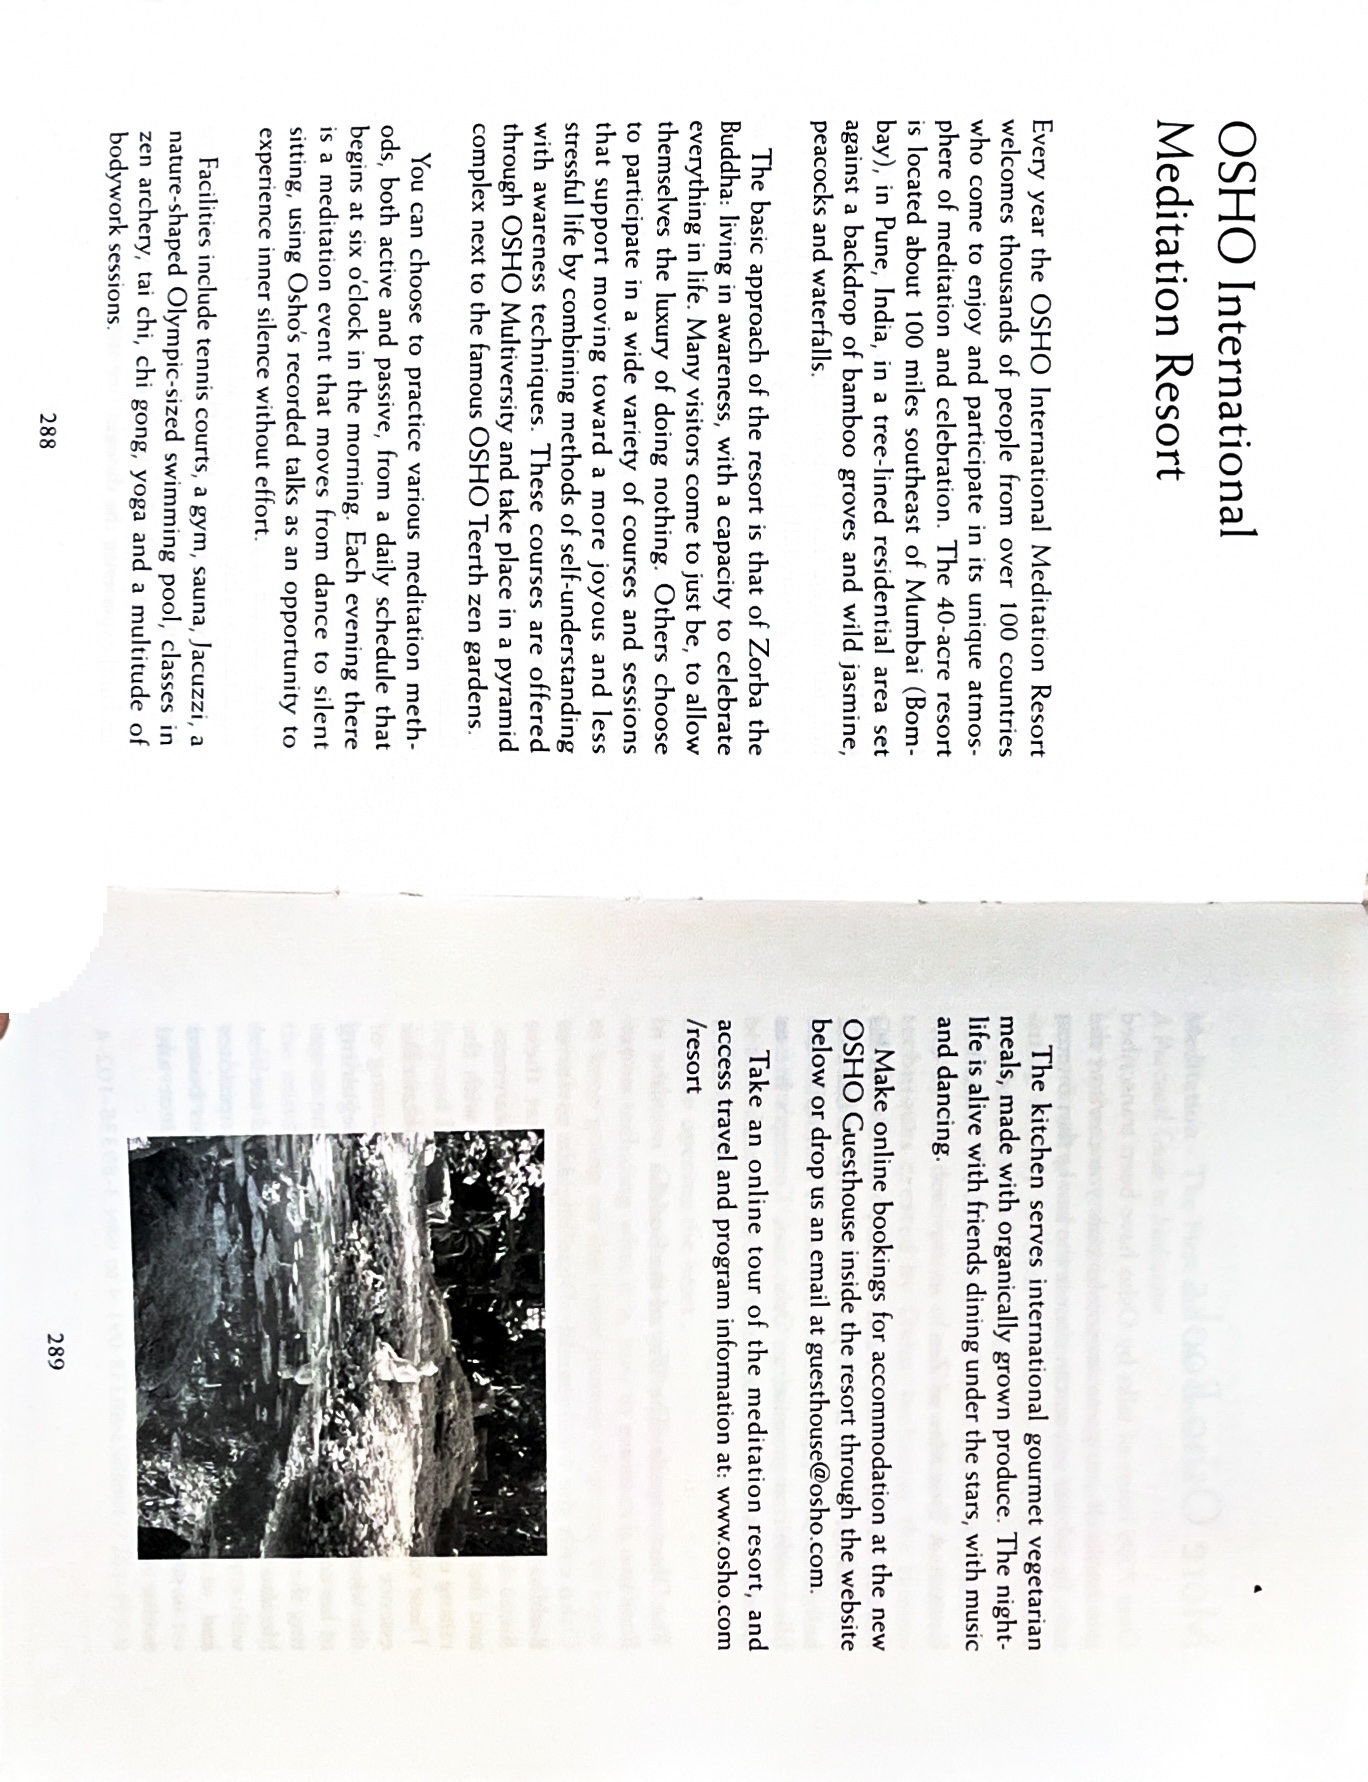 OSHO International
Meditation Resort
Every year the OSHO International Meditation Resort
welcomes thousands of people from over 100 countries
who come to enjoy and participate in its unique atmos-
phere of meditation and celebration. The 40-acre resort
is located about 100 miles southeast of Mumbai (Bom-
bay), in Pune, India, in a tree-lined residential area set
against a backdrop of bamboo groves and wild jasmine,
peacocks and waterfalls.
The basic approach of the resort is that of Zorba the
Buddha: living in awareness, with a capacity to celebrate
everything in life. Many visitors come to just be, to allow
themselves the luxury of doing nothing. Others choose
to participate in a wide variety of courses and sessions
that support moving toward a more joyous and less
stressful life by combining methods of self-understanding
with awareness techniques. These courses are offered
through OSHO Multiversity and take place in a pyramid
complex next to the famous OSHO Teerth zen gardens.
You can choose to practice various meditation meth-
ods, both active and passive, from a daily schedule that
begins at six o'clock in the morning. Each evening there
is a meditation event that moves from dance to silent
sitting, using Osho's recorded talks as an opportunity to
experience inner silence without effort.
Facilities include tennis courts, a gym, sauna, Jacuzzi, a
nature-shaped Olympic-sized swimming pool, classes in
zen archery, tai chi, chi gong, yoga and a multitude of
bodywork sessions.
288
The kitchen serves international gourmet vegetarian
meals, made with organically grown produce. The night-
life is alive with friends dining under the stars, with music
and dancing.
Make online bookings for accommodation at the new
OSHO Guesthouse inside the resort through the website
below or drop us an email at guesthouse@osho.com.
Take an online tour of the meditation resort, and
access travel and program information at: www.osho.com
/resort
289